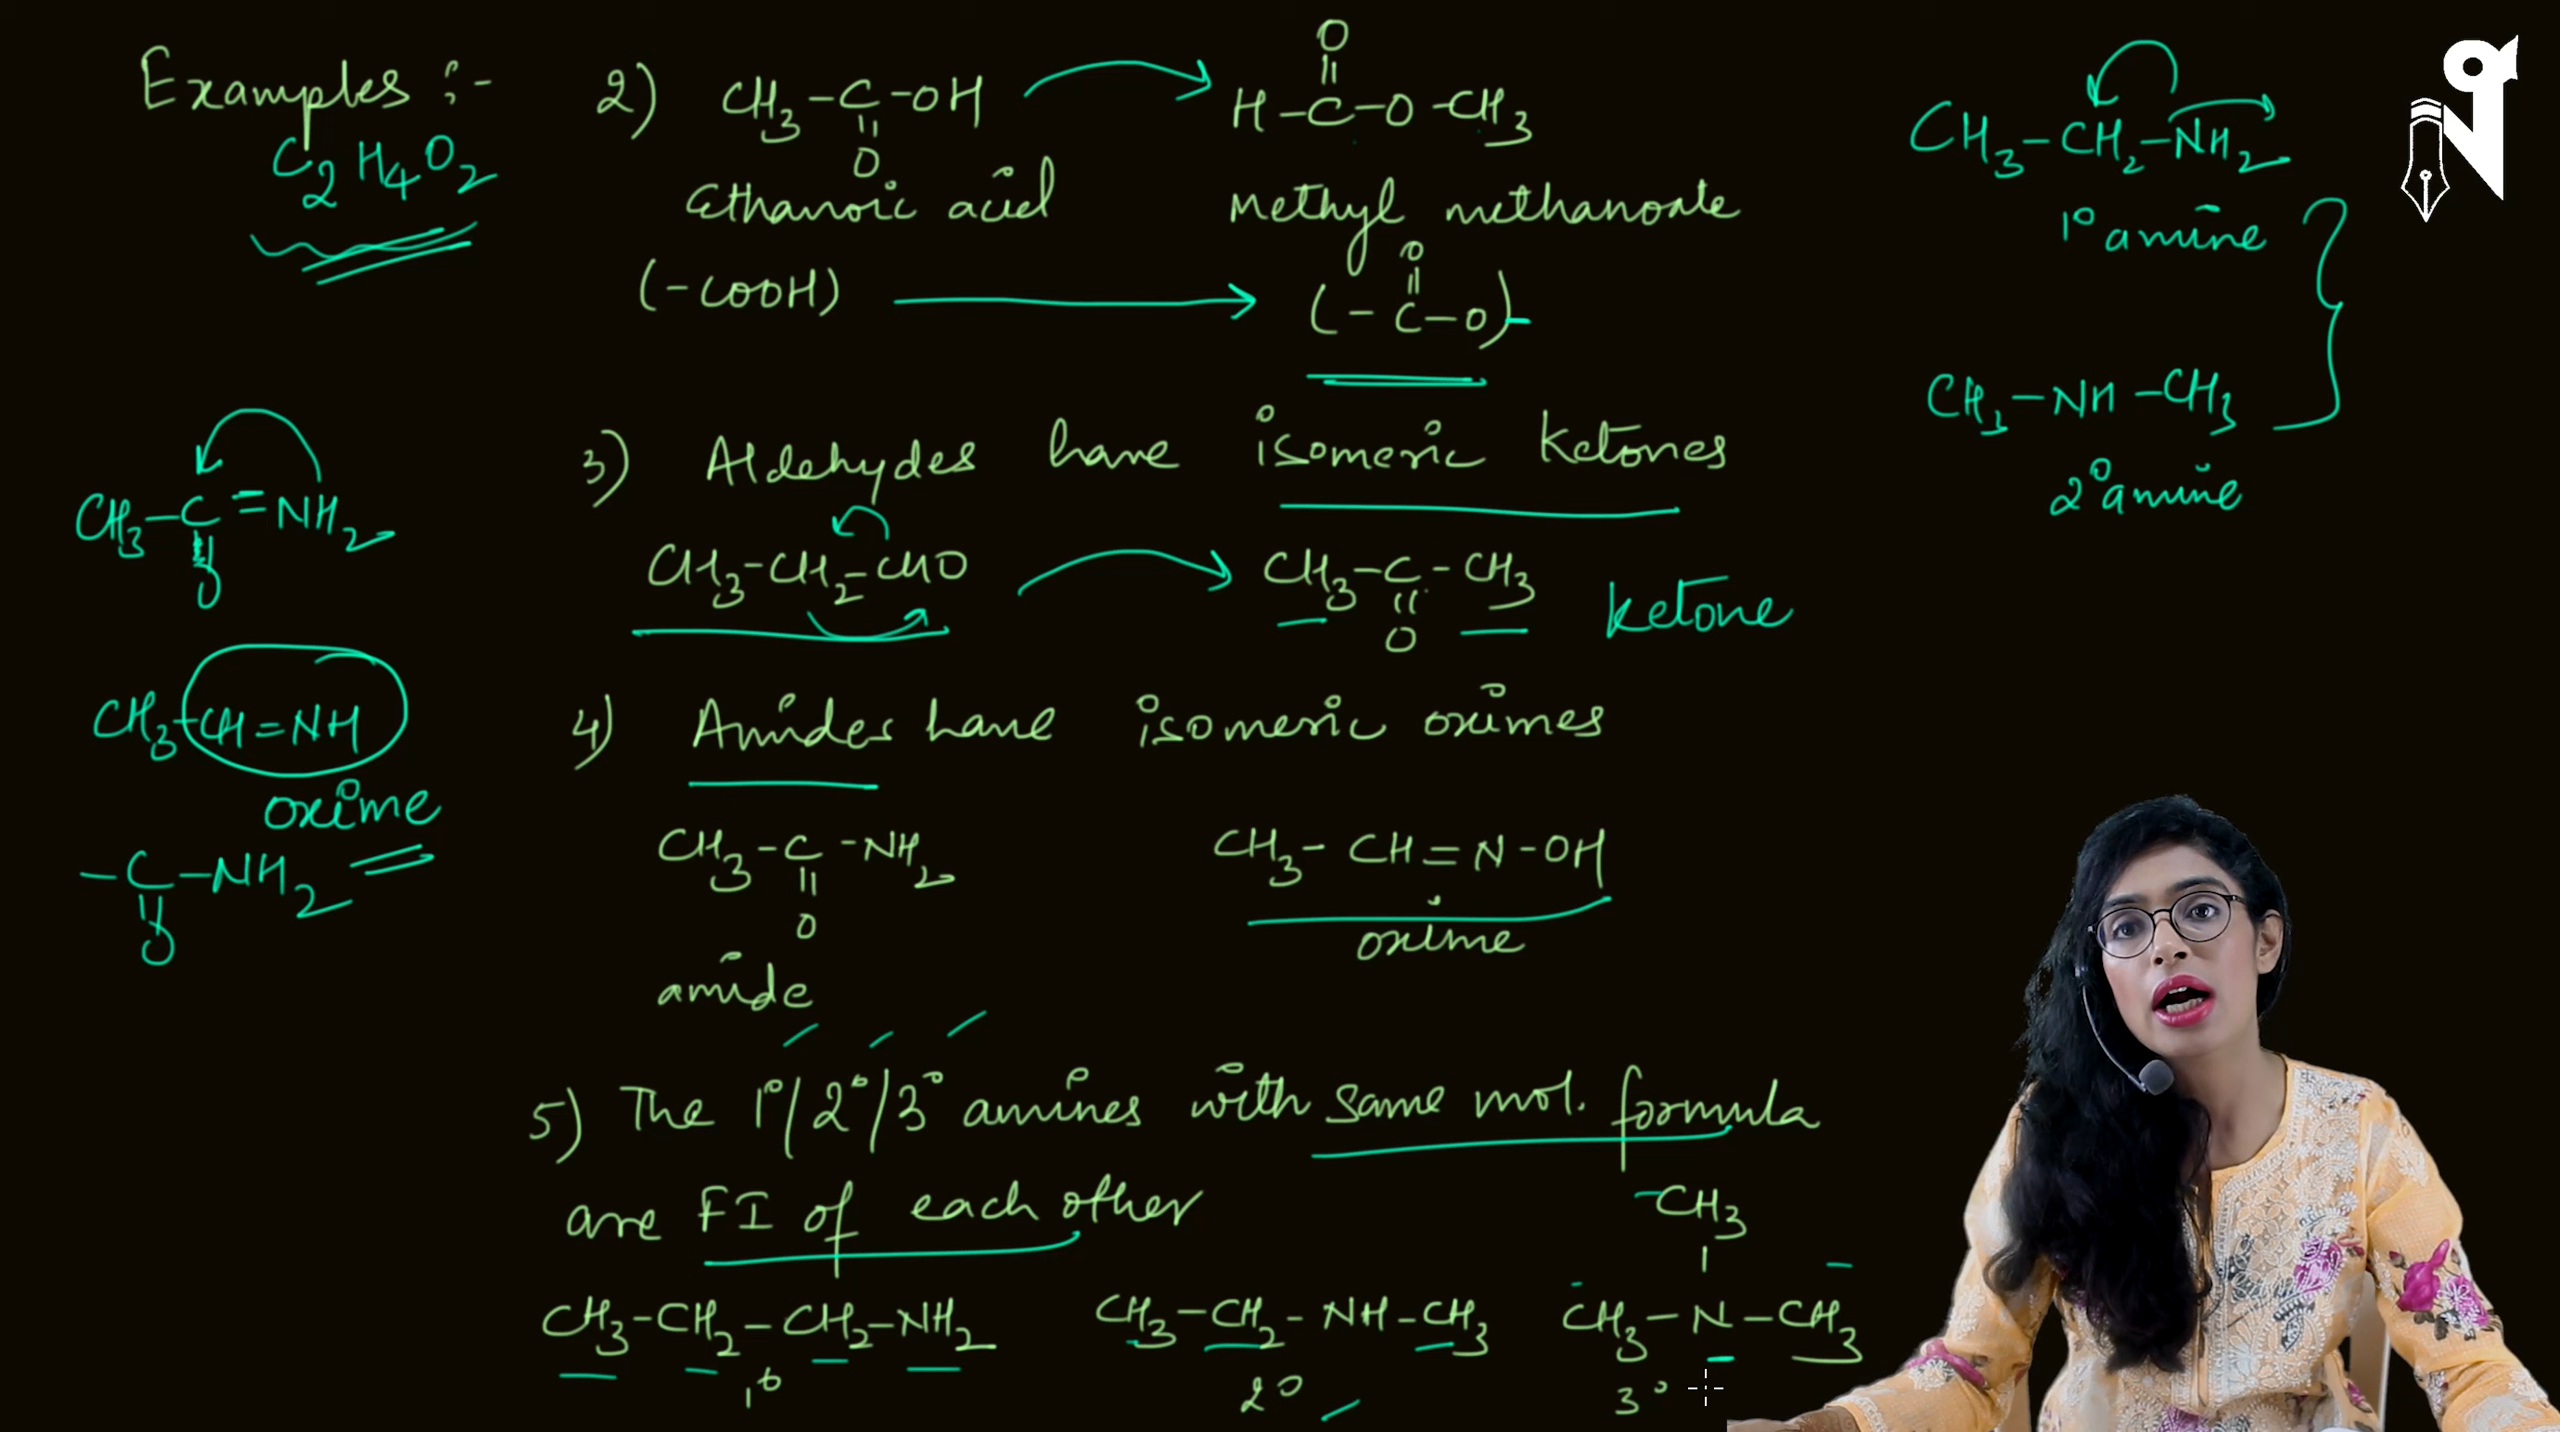 Examples :-
C2H4O2
2) CH3-C-OH
||
O
Ethanoic acid
(-COOH)
O
||
H-C-O-CH3
Methyl methanoate
O
||
(-C-O)-
3) Aldehydes have isomeric Ketones
CH3-CH2-CHO
CH3-C-CH3
||
O
Ketone
4) Amides have isomeric oximes
CH3-C-NH2
||
O
amide
CH3-CH=N-OH
oxime
5) The 1°/2°/3° amines with same mol. formula
are FI of each other
CH3-CH2-CH2-NH2
1°
CH3-CH2-NH-CH3
2°
CH3
|
CH3-N-CH3
3°
CH3-C=NH2
||
O
CH3-CH=NH
oxime
-C-NH2
||
O
CH3-CH2-NH2
1° amine
CH3-NH-CH3
2° amine